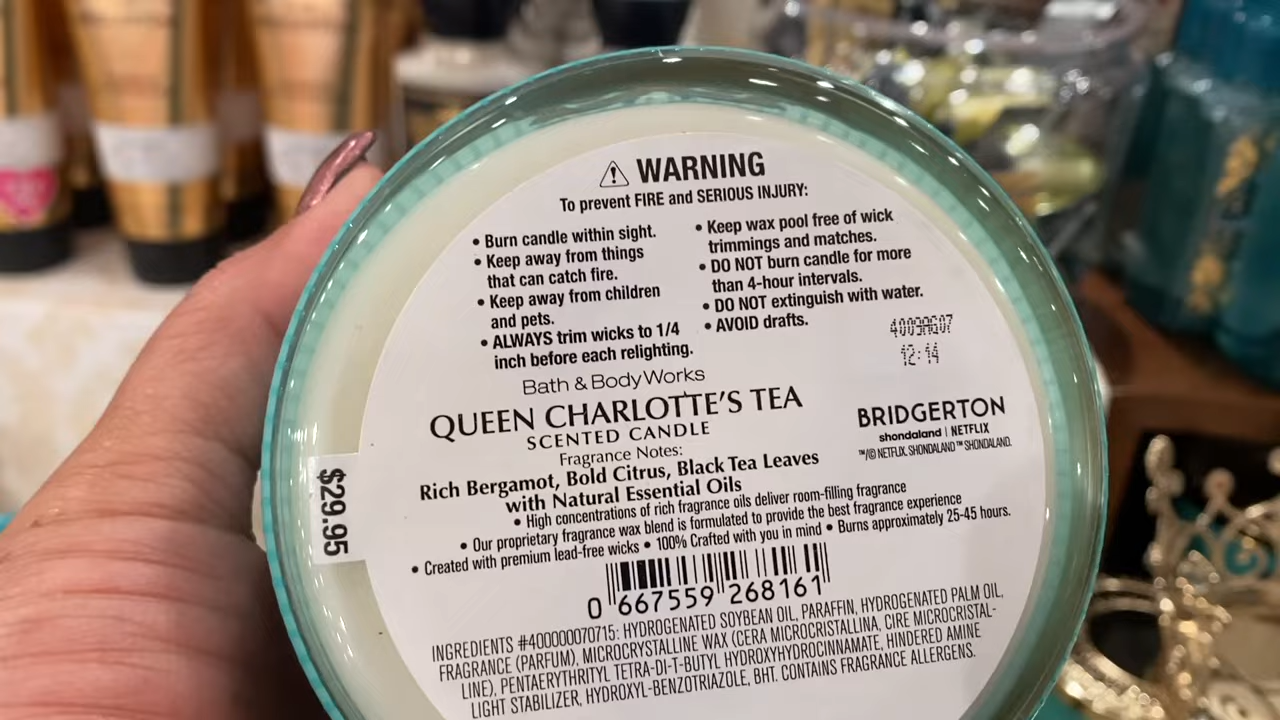 WARNING
To prevent FIRE and SERIOUS INJURY:
• Burn candle within sight.
• Keep away from things
that can catch fire.
• Keep away from children
and pets.
• ALWAYS trim wicks to 1/4
inch before each relighting.
• Keep wax pool free of wick
trimmings and matches.
• DO NOT burn candle for more
than 4-hour intervals.
• DO NOT extinguish with water.
• AVOID drafts.
12:14
Bath & Body Works
QUEEN CHARLOTTE'S TEA
SCENTED CANDLE
Fragrance Notes:
Rich Bergamot, Bold Citrus, Black Tea Leaves
with Natural Essential Oils
BRIDGERTON
shondaland | NETFLIX
™/© NETFLIX. SHONDALAND™ SHONDALAND.
• High concentrations of rich fragrance oils deliver room-filling fragrance
• Our proprietary fragrance wax blend is formulated to provide the best fragrance experience
• Created with premium lead-free wicks • 100% Crafted with you in mind • Burns approximately 25-45 hours.
$29.95
0 667559 268161
INGREDIENTS #400000070715: HYDROGENATED SOYBEAN OIL, PARAFFIN, HYDROGENATED PALM OIL,
FRAGRANCE (PARFUM), MICROCRYSTALLINE WAX (CERA MICROCRISTALLINA, CIRE MICROCRISTAL-
LINE), PENTAERYTHRITYL TETRA-DI-T-BUTYL HYDROXYHYDROCINNAMATE, HINDERED AMINE
LIGHT STABILIZER, HYDROXYL-BENZOTRIAZOLE, BHT. CONTAINS FRAGRANCE ALLERGENS.